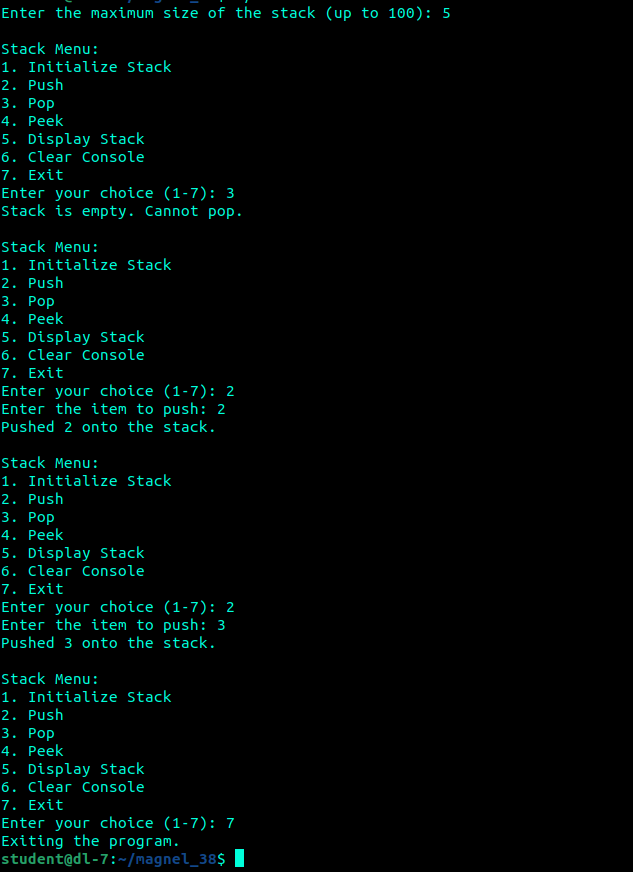 Enter the maximum size of the stack (up to 100): 5

Stack Menu:
1. Initialize Stack
2. Push
3. Pop
4. Peek
5. Display Stack
6. Clear Console
7. Exit
Enter your choice (1-7): 3
Stack is empty. Cannot pop.

Stack Menu:
1. Initialize Stack
2. Push
3. Pop
4. Peek
5. Display Stack
6. Clear Console
7. Exit
Enter your choice (1-7): 2
Enter the item to push: 2
Pushed 2 onto the stack.

Stack Menu:
1. Initialize Stack
2. Push
3. Pop
4. Peek
5. Display Stack
6. Clear Console
7. Exit
Enter your choice (1-7): 2
Enter the item to push: 3
Pushed 3 onto the stack.

Stack Menu:
1. Initialize Stack
2. Push
3. Pop
4. Peek
5. Display Stack
6. Clear Console
7. Exit
Enter your choice (1-7): 7
Exiting the program.
student@dl-7:~/magnel_38$